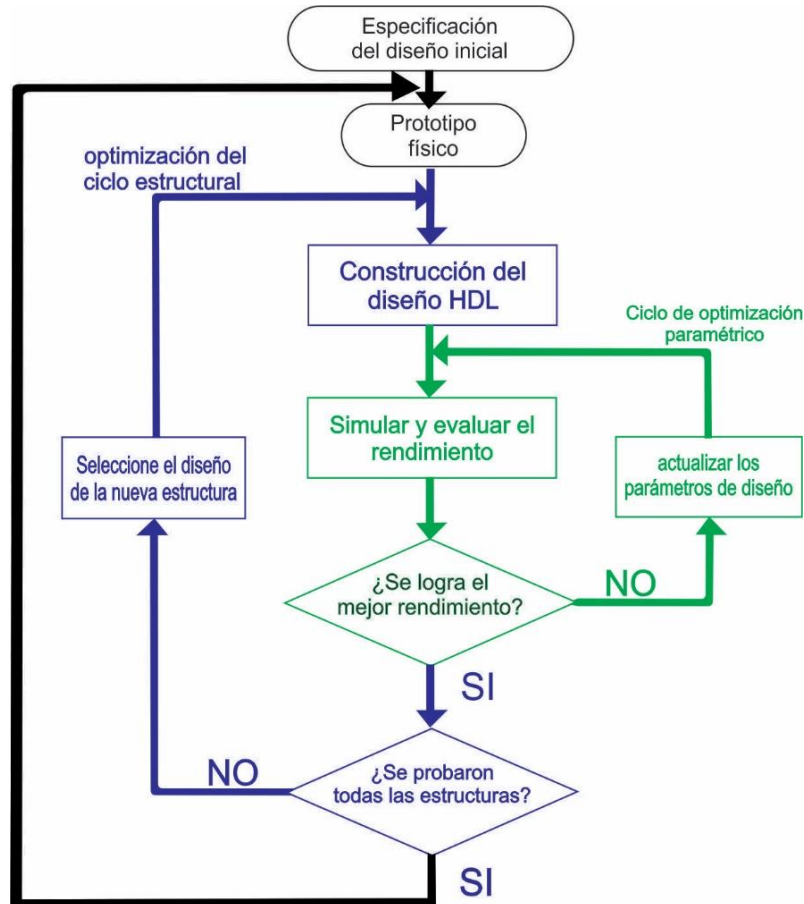 Especificación
del diseño inicial
Prototipo
físico
optimización del
ciclo estructural
Construcción del
diseño HDL
Ciclo de optimización
paramétrico
Simular y evaluar el
rendimiento
Seleccione el diseño
de la nueva estructura
actualizar los
parámetros de diseño
¿Se logra el
mejor rendimiento?
NO
SI
¿Se probaron
todas las estructuras?
NO
SI